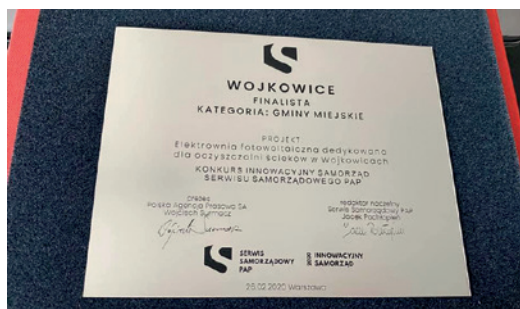 WOJKOWICE
FINALISTA
KATEGORIA: GMINY MIEJSKIE
PROJEKT:
Elektrownia fotowoltaiczna dedykowana
dla oczyszczalni ścieków w Wojkowicach
KONKURS INNOWACYJNY SAMORZĄD
SERWISU SAMORZĄDOWEGO PAP
prezes
Polska Agencja Prasowa SA
Wojciech Surmacz
redaktor naczelny
Serwis Samorządowy PAP
Jacek Pochłopień
SERWIS
SAMORZĄDOWY
PAP
INNOWACYJNY
SAMORZĄD
26.02.2020 Warszawa